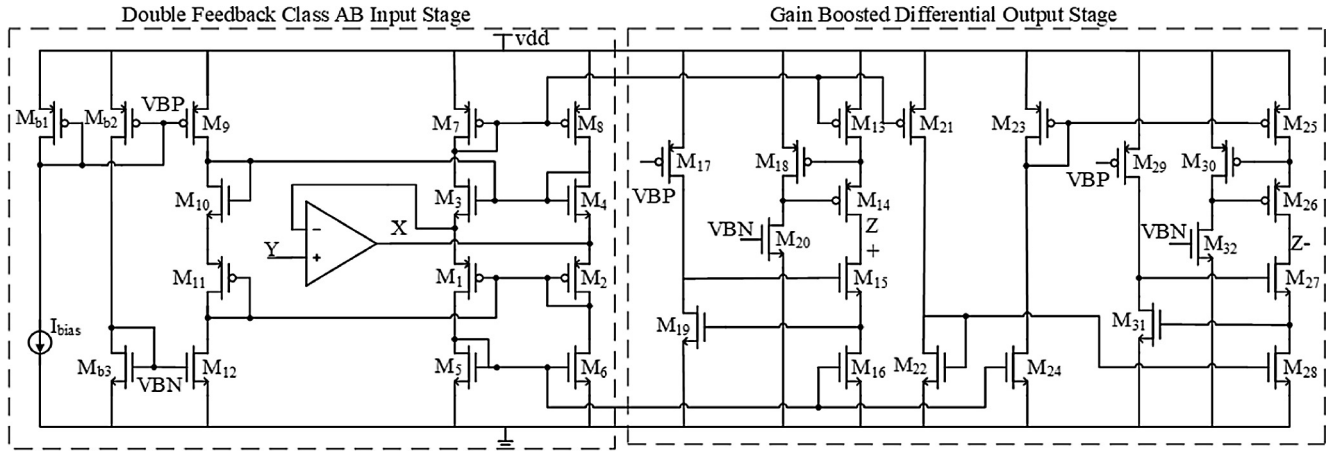 Double Feedback Class AB Input Stage
Gain Boosted Differential Output Stage
vdd
Mb1
Mb2
VBP
M9
M7
M8
M13
M21
M23
M25
M17
VBP
M18
M29
VBP
M30
M10
M3
M4
M14
M26
X
Y
-
+
VBN
M20
Z
+
VBN
M32
Z-
M11
M1
M2
M15
M27
M19
M31
Ibias
Mb3
VBN
M12
M5
M6
M16
M22
M24
M28